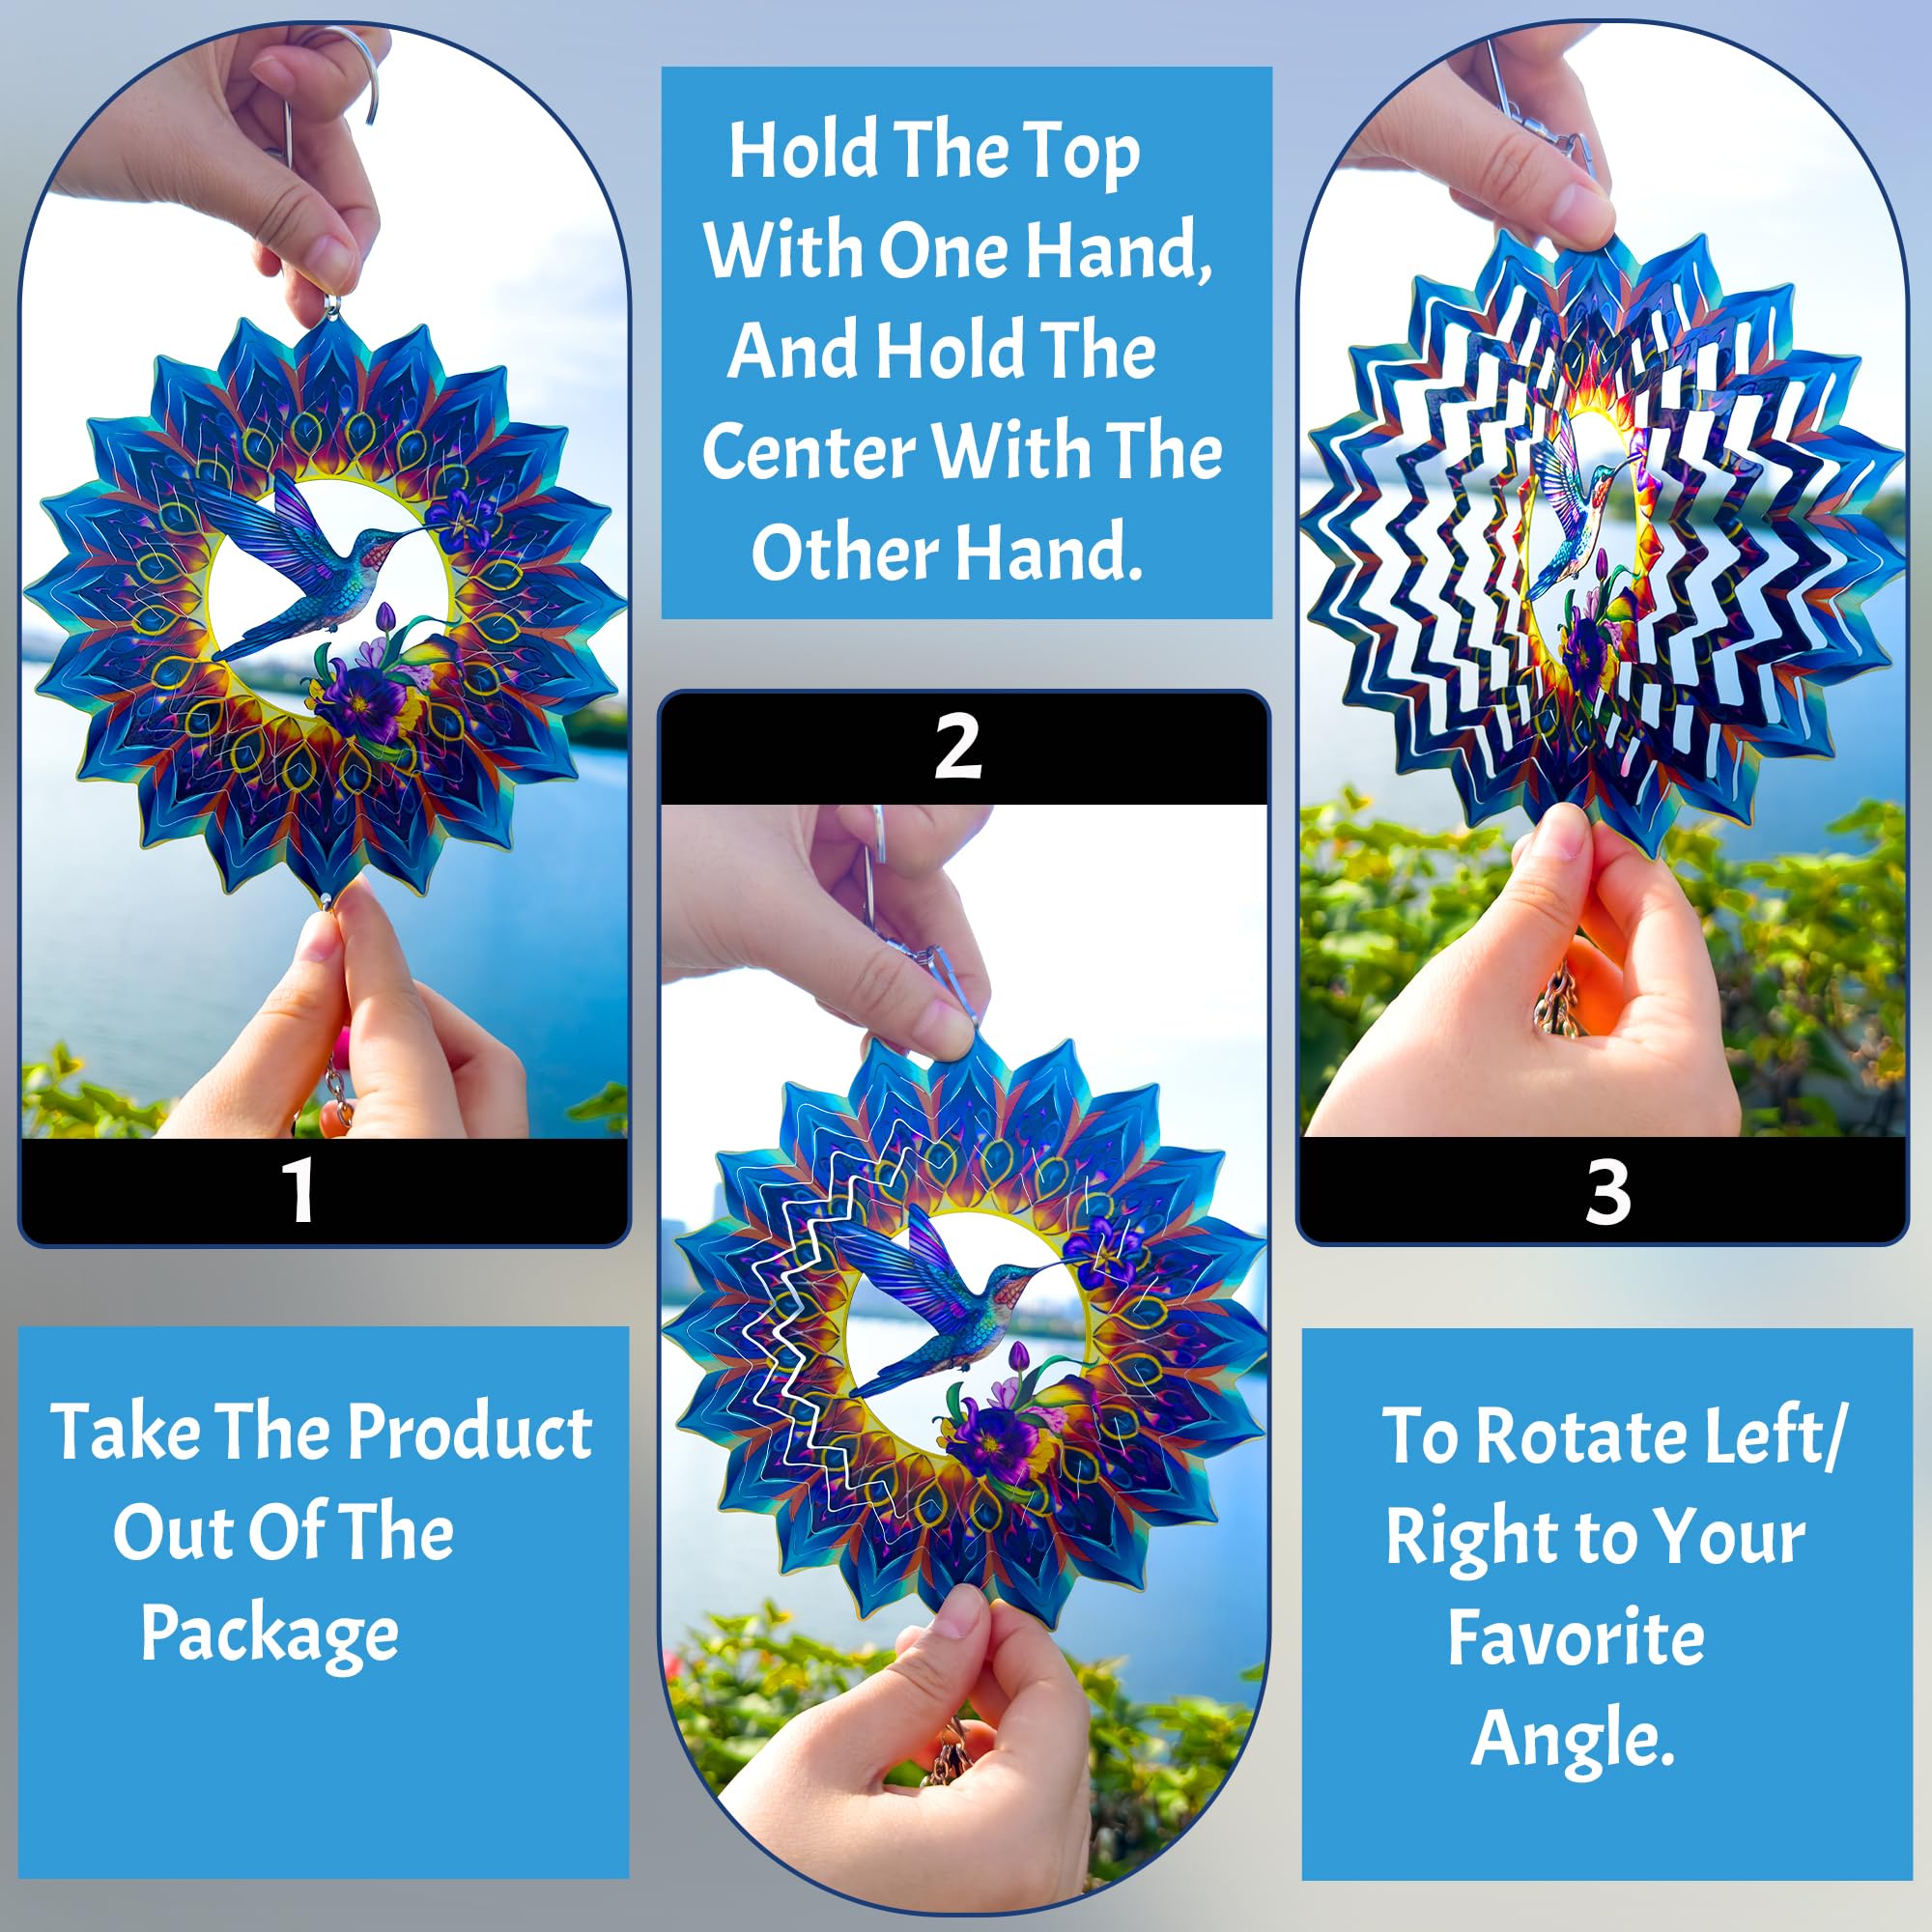 1
Take The Product
Out Of The
Package
Hold The Top
With One Hand,
And Hold The
Center With The
Other Hand.
2
3
To Rotate Left/
Right to Your
Favorite
Angle.